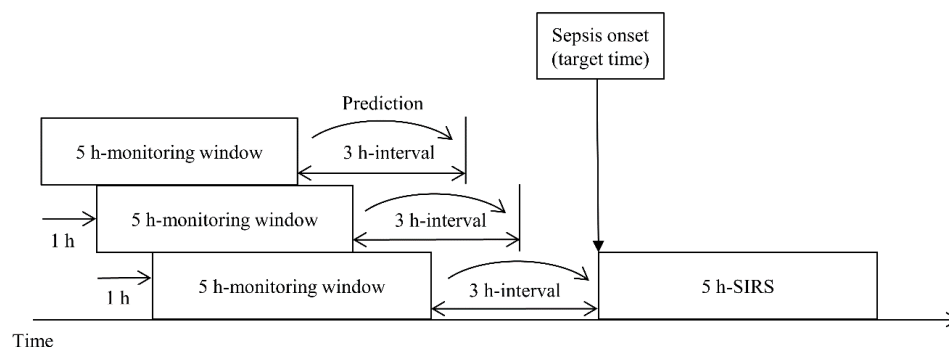 Sepsis onset
(target time)
Prediction
5 h-monitoring window
3 h-interval
5 h-monitoring window
3 h-interval
1 h
5 h-monitoring window
3 h-interval
5 h-SIRS
1 h
Time